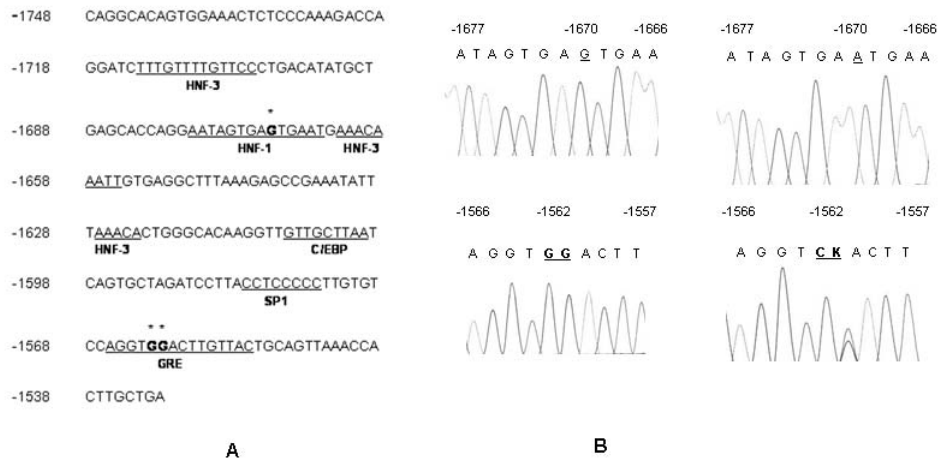 -1748 CAGGCACAGTGGAAACTCTCCCAAAGACCA
-1718 GGATCTTTGTTTTGTTCCCTGACATATGCT
HNF-3
*
-1688 GAGCACCAGGAATAGTGAGTGAATGAAACA
HNF-1 HNF-3
-1658 AATTGTGAGGCTTTAAAGAGCCGAAATATT
-1628 TAAACACTGGGCACAAGGTTGTTGCTTAAT
HNF-3 C/EBP
-1598 CAGTGCTAGATCCTTACCTCCCCCTTGTGT
SP1
* *
-1568 CCAGGTGGACTTGTTACTGCAGTTAAACCA
GRE
-1538 CTTGCTGA
A
-1677 -1670 -1666
A T A G T G A G T G A A
-1677 -1670 -1666
A T A G T G A A T G A A
-1566 -1562 -1557
A G G T G G A C T T
-1566 -1562 -1557
A G G T C K A C T T
B